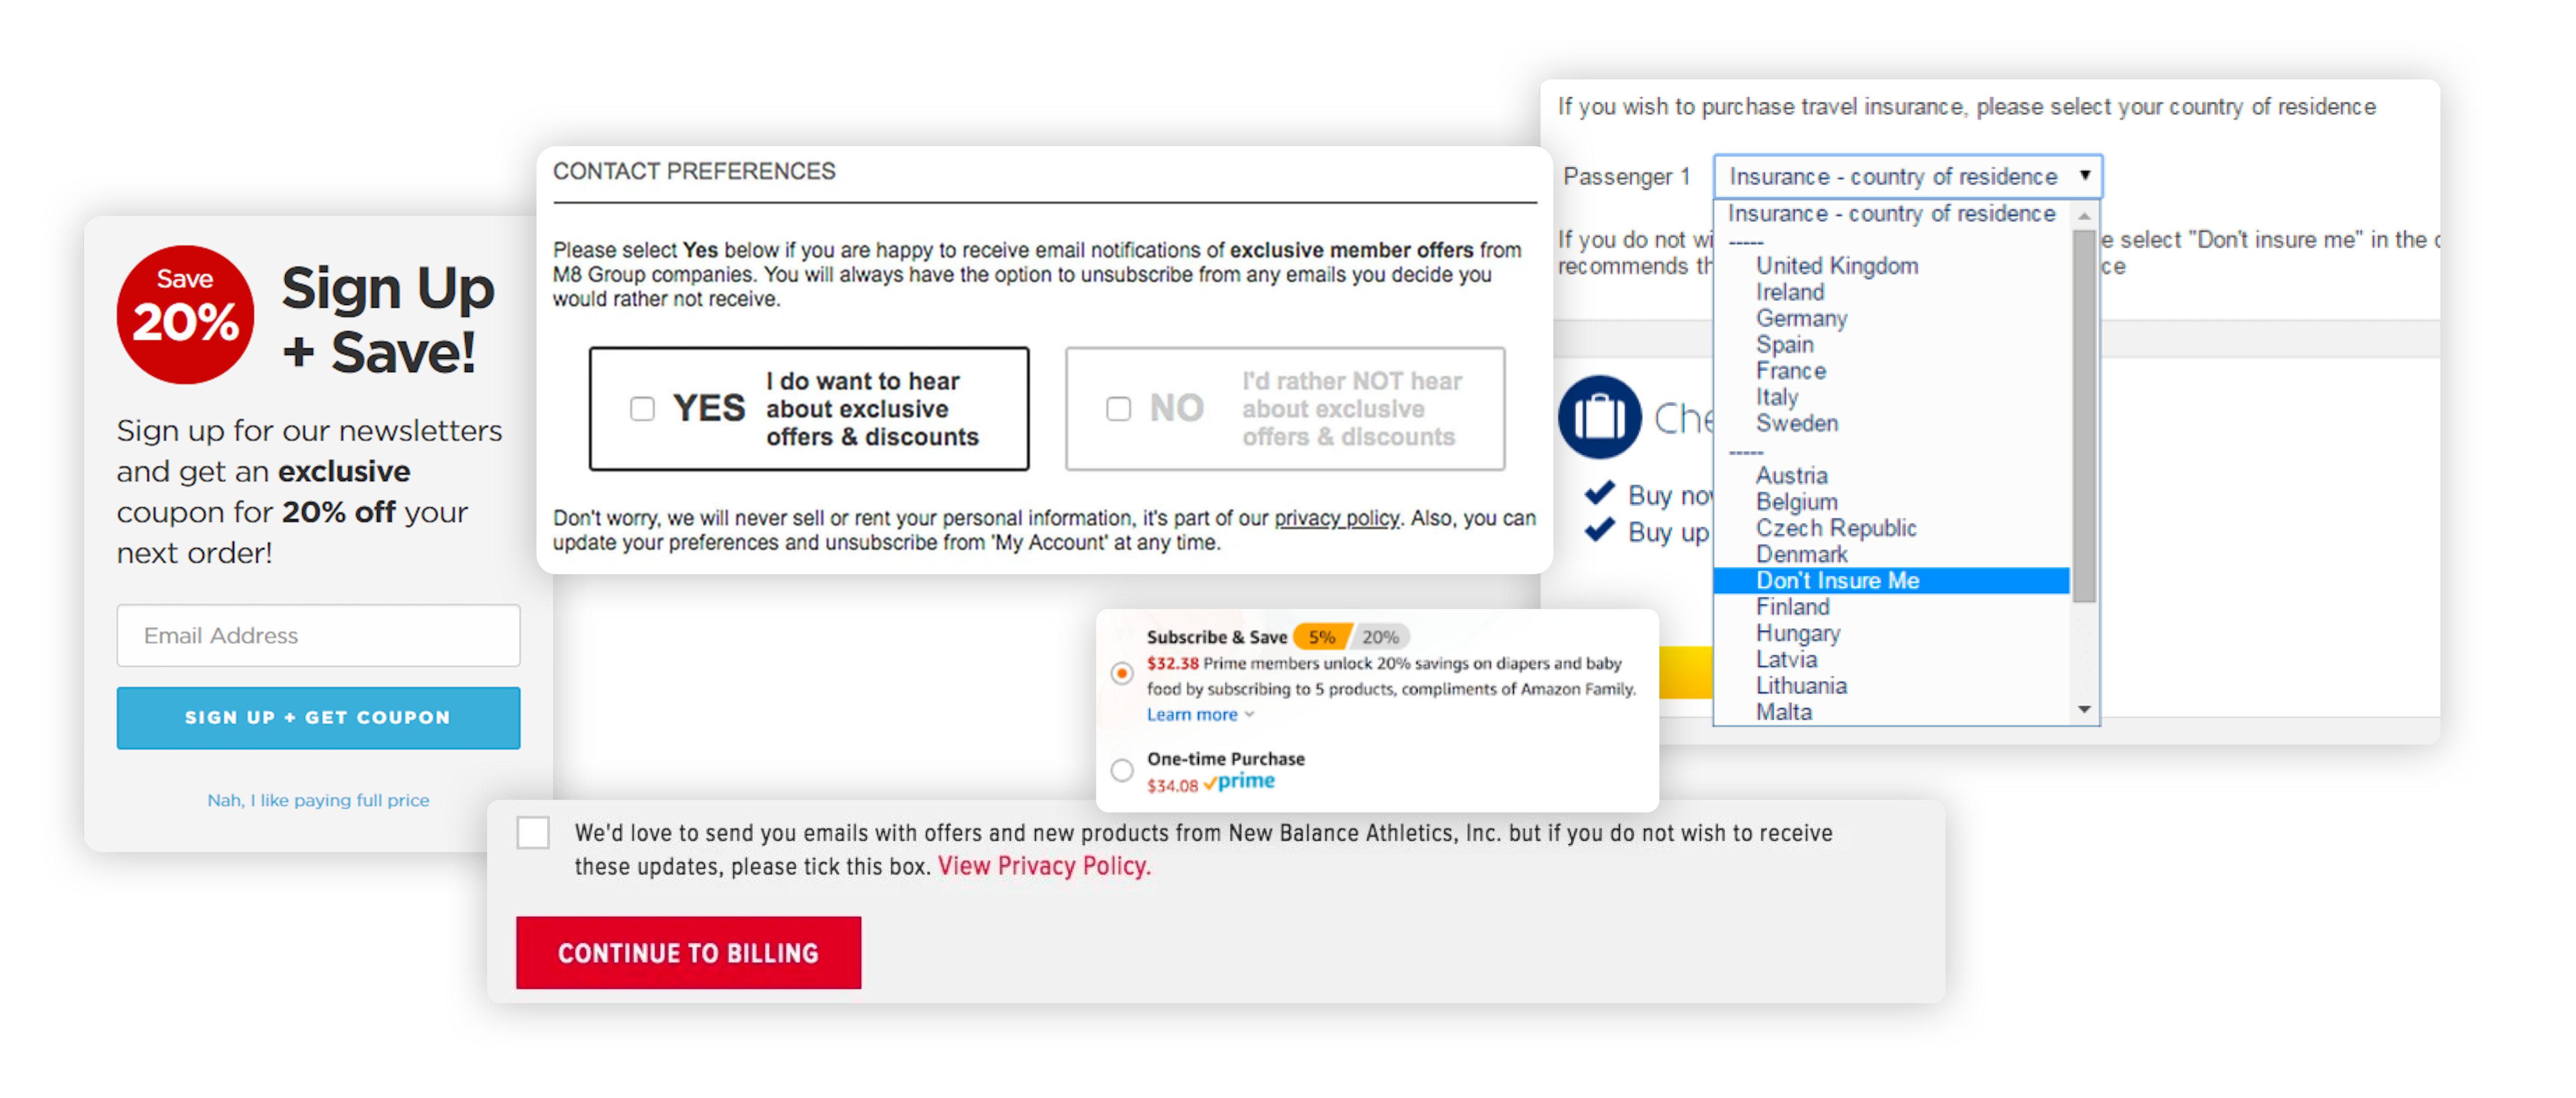 Save
20%
Sign Up
+ Save!
Sign up for our newsletters
and get an exclusive
coupon for 20% off your
next order!
Email Address
SIGN UP + GET COUPON
Nah, I like paying full price
CONTACT PREFERENCES
Please select Yes below if you are happy to receive email notifications of exclusive member offers from
M8 Group companies. You will always have the option to unsubscribe from any emails you decide you
would rather not receive.
YES
I do want to hear
about exclusive
offers & discounts
NO
I'd rather NOT hear
about exclusive
offers & discounts
Don't worry, we will never sell or rent your personal information, it's part of our privacy policy. Also, you can
update your preferences and unsubscribe from 'My Account' at any time.
If you wish to purchase travel insurance, please select your country of residence
Passenger 1
Insurance - country of residence
If you do not wi
e select "Don't insure me" in the
recommends th
ce
Che
Buy no
Buy up
Insurance - country of residence
-----
United Kingdom
Ireland
Germany
Spain
France
Italy
Sweden
-----
Austria
Belgium
Czech Republic
Denmark
Don't Insure Me
Finland
Hungary
Latvia
Lithuania
Malta
Subscribe & Save 5% 20%
$32.38 Prime members unlock 20% savings on diapers and baby
food by subscribing to 5 products, compliments of Amazon Family.
Learn more
One-time Purchase
$34.08 prime
We'd love to send you emails with offers and new products from New Balance Athletics, Inc. but if you do not wish to receive
these updates, please tick this box. View Privacy Policy.
CONTINUE TO BILLING